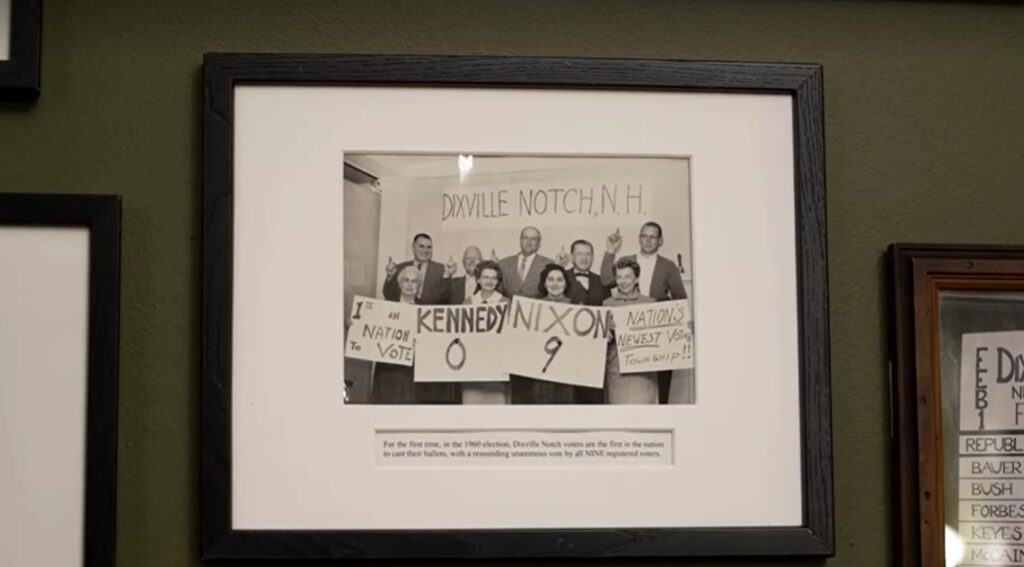 DIXVILLE NOTCH, N.H.
1ST IN
NATION
TO VOTE
KENNEDY
0
NIXON
9
NATION'S
NEWEST VOTING
TOWNSHIP!!
For the first time, in the 1960 election, Dixville Notch voters are the first in the nation
to cast their ballots, with a resounding unanimous vote by all NINE registered voters.
FEB
1
REPUBL
BAUER
BUSH
FORBES
KEYES
McCAIN